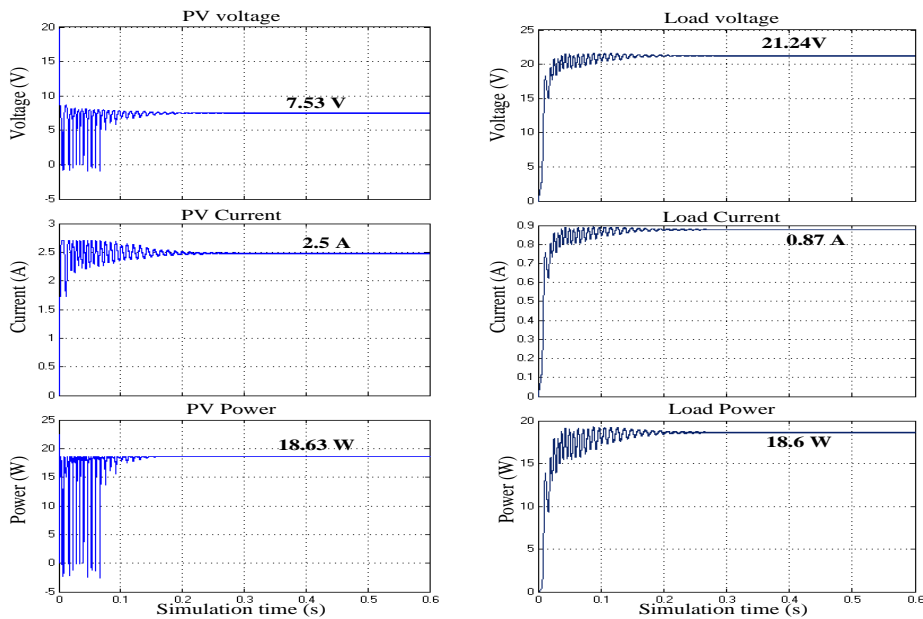 PV voltage
20
15
10
5
0
-5
Voltage (V)
7.53 V
PV Current
3
2.5
2
1.5
1
0.5
0
Current (A)
2.5 A
PV Power
25
20
15
10
5
0
-5
Power (W)
18.63 W
0
0.1
0.2
0.3
0.4
0.5
0.6
Simulation time (s)
Load voltage
25
20
15
10
5
0
Voltage (V)
21.24V
Load Current
0.9
0.8
0.7
0.6
0.5
0.4
0.3
0.2
0.1
0
Current (A)
0.87 A
Load Power
20
15
10
5
0
Power (W)
18.6 W
0
0.1
0.2
0.3
0.4
0.5
0.6
Simulation time (s)